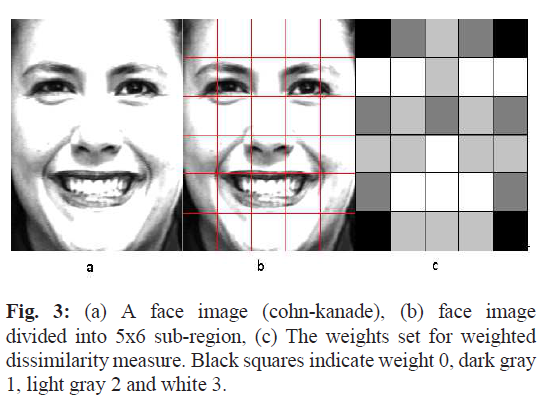 a b c
Fig. 3: (a) A face image (cohn-kanade), (b) face image
divided into 5x6 sub-region, (c) The weights set for weighted
dissimilarity measure. Black squares indicate weight 0, dark gray
1, light gray 2 and white 3.